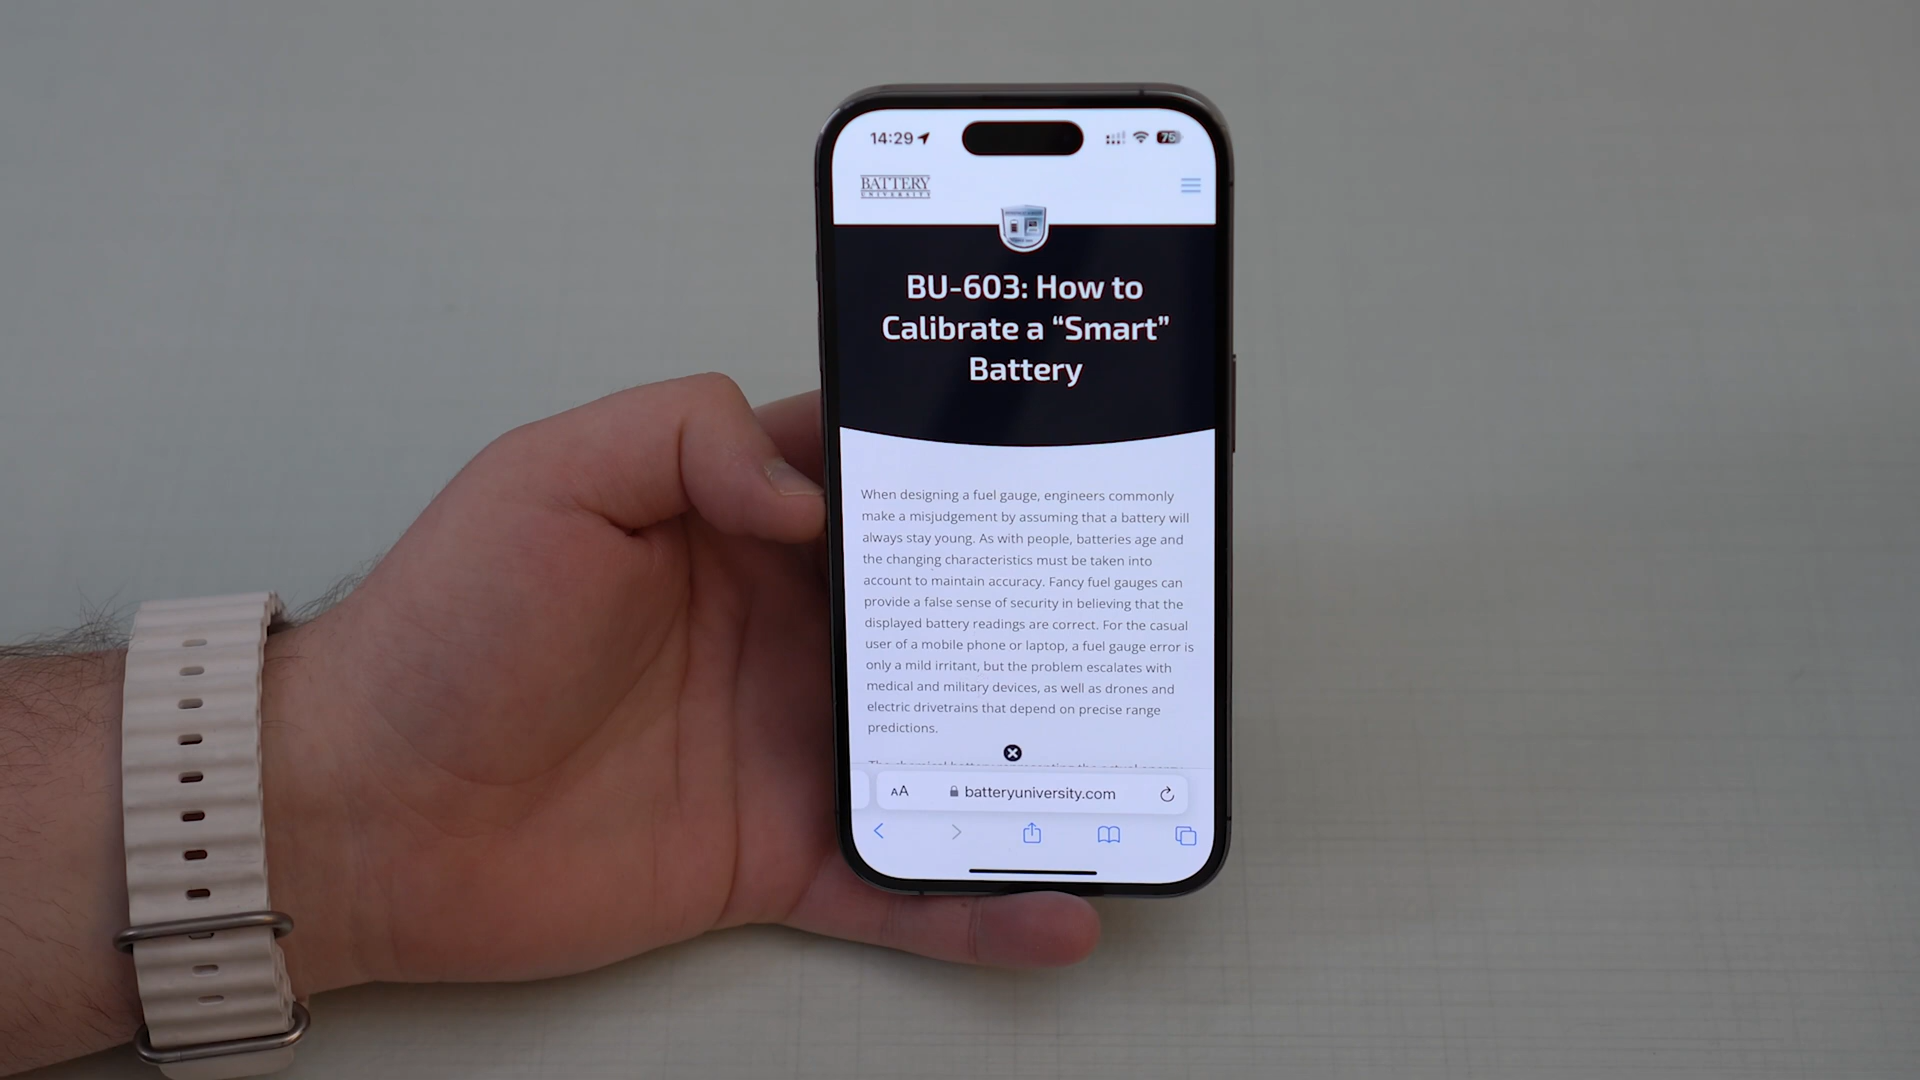 14:29
75
BATTERY
UNIVERSITY
BU-603: How to
Calibrate a “Smart”
Battery
When designing a fuel gauge, engineers commonly
make a misjudgement by assuming that a battery will
always stay young. As with people, batteries age and
the changing characteristics must be taken into
account to maintain accuracy. Fancy fuel gauges can
provide a false sense of security in believing that the
displayed battery readings are correct. For the casual
user of a mobile phone or laptop, a fuel gauge error is
only a mild irritant, but the problem escalates with
medical and military devices, as well as drones and
electric drivetrains that depend on precise range
predictions.
AA
batteryuniversity.com